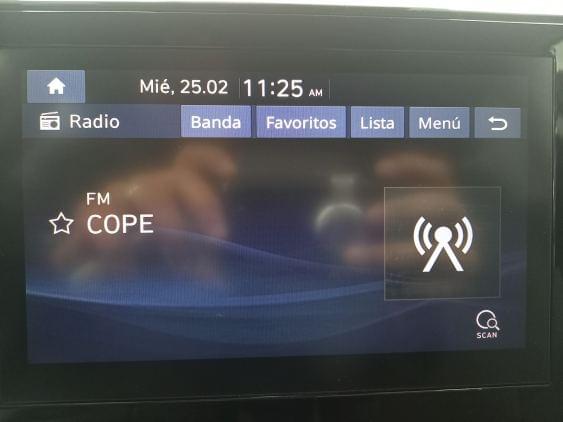 Mié, 25.02 11:25 AM
Radio Banda Favoritos Lista Menú
FM
COPE
SCAN